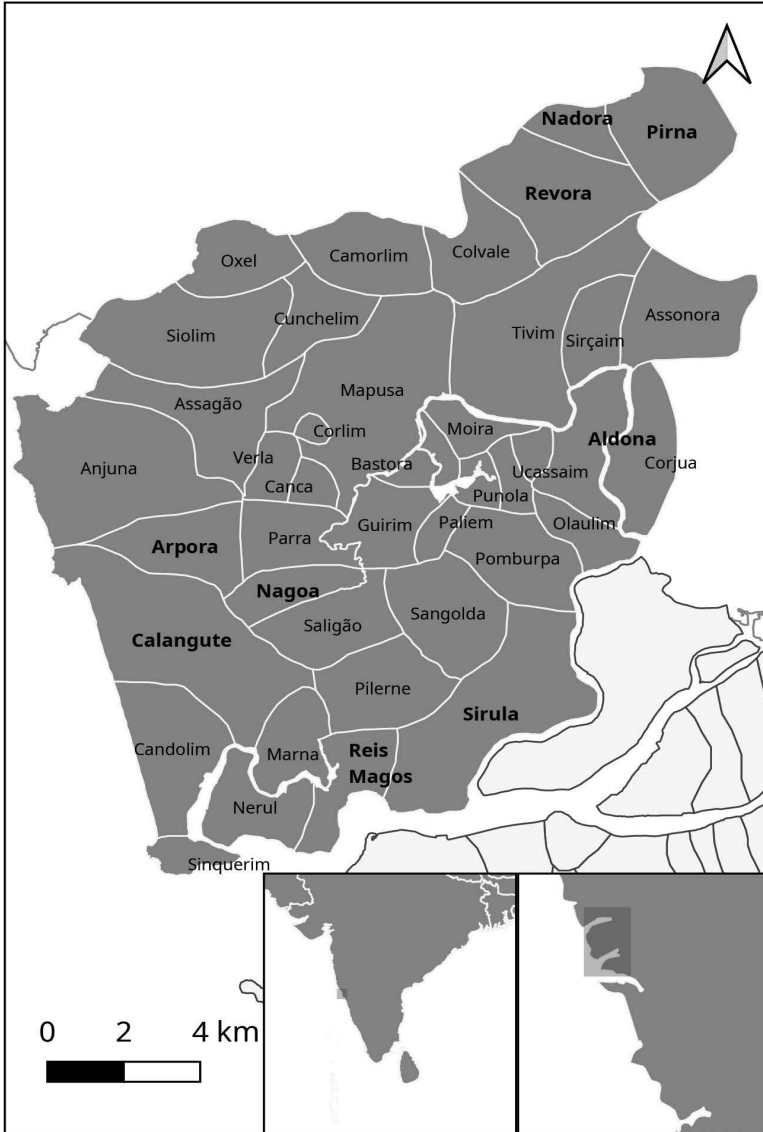 Nadora
Pirna
Revora
Oxel
Camorlim
Colvale
Siolim
Cunchelim
Tivim
Sirçaim
Assonora
Assagão
Mapusa
Corlim
Moira
Aldona
Anjuna
Verla
Canca
Bastora
Ucassaim
Corjua
Punola
Arpora
Parra
Guirim
Paliem
Olaulim
Pomburpa
Nagoa
Saligão
Sangolda
Calangute
Pilerne
Sirula
Candolim
Marna
Reis
Magos
Nerul
Sinquerim
0 2 4 km